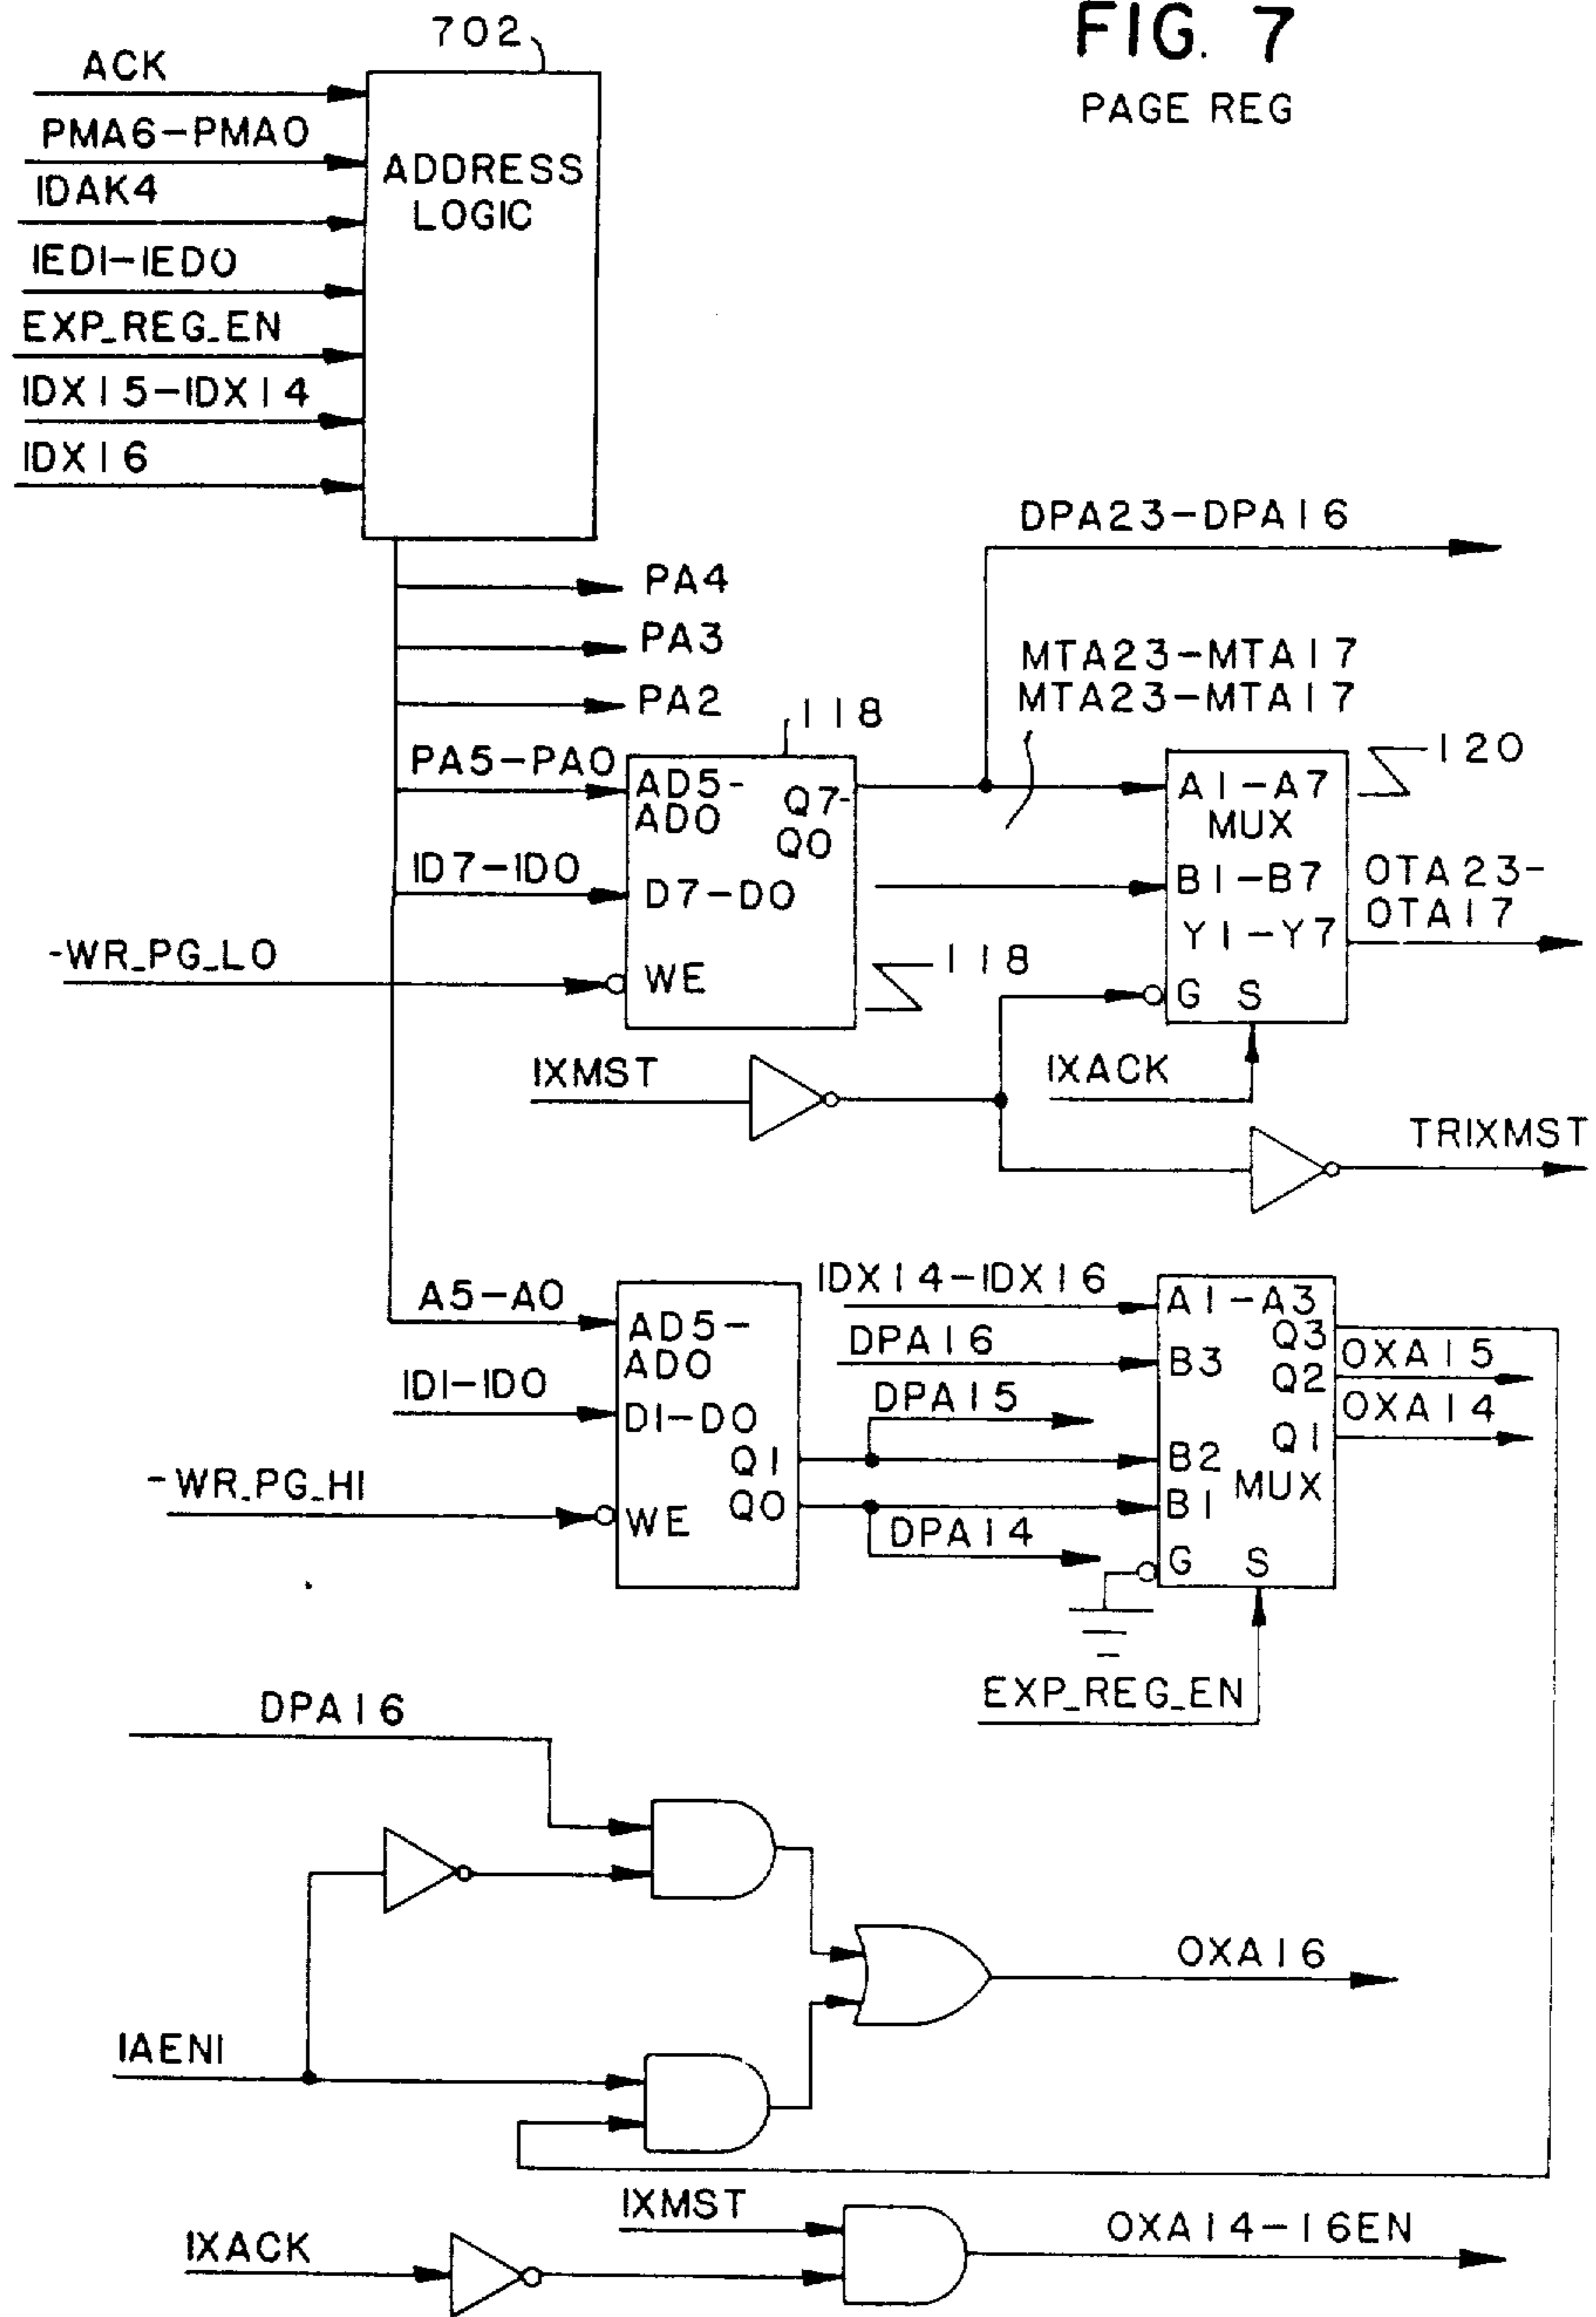 FIG. 7
PAGE REG
702
ACK
PMA6-PMA0
IDAK4
IED1-IED0
EXP_REG_EN
IDX15-IDX14
IDX16
ADDRESS
LOGIC
PA4
PA3
PA2
PA5-PA0
ID7-ID0
-WR_PG_LO
118
AD5-
AD0
Q7-
Q0
D7-D0
WE
118
DPA23-DPA16
MTA23-MTA17
MTA23-MTA17
120
A1-A7
MUX
B1-B7
Y1-Y7
G S
OTA23-
OTA17
IXMST
IXACK
TRIXMST
A5-A0
ID1-ID0
-WR_PG_HI
AD5-
AD0
D1-D0
Q1
Q0
WE
IDX14-IDX16
DPA16
DPA15
DPA14
A1-A3
Q3
B3
Q2
Q1
B2
MUX
B1
G S
OXA15
OXA14
EXP_REG_EN
DPA16
IAEN1
OXA16
IXMST
IXACK
OXA14-16EN